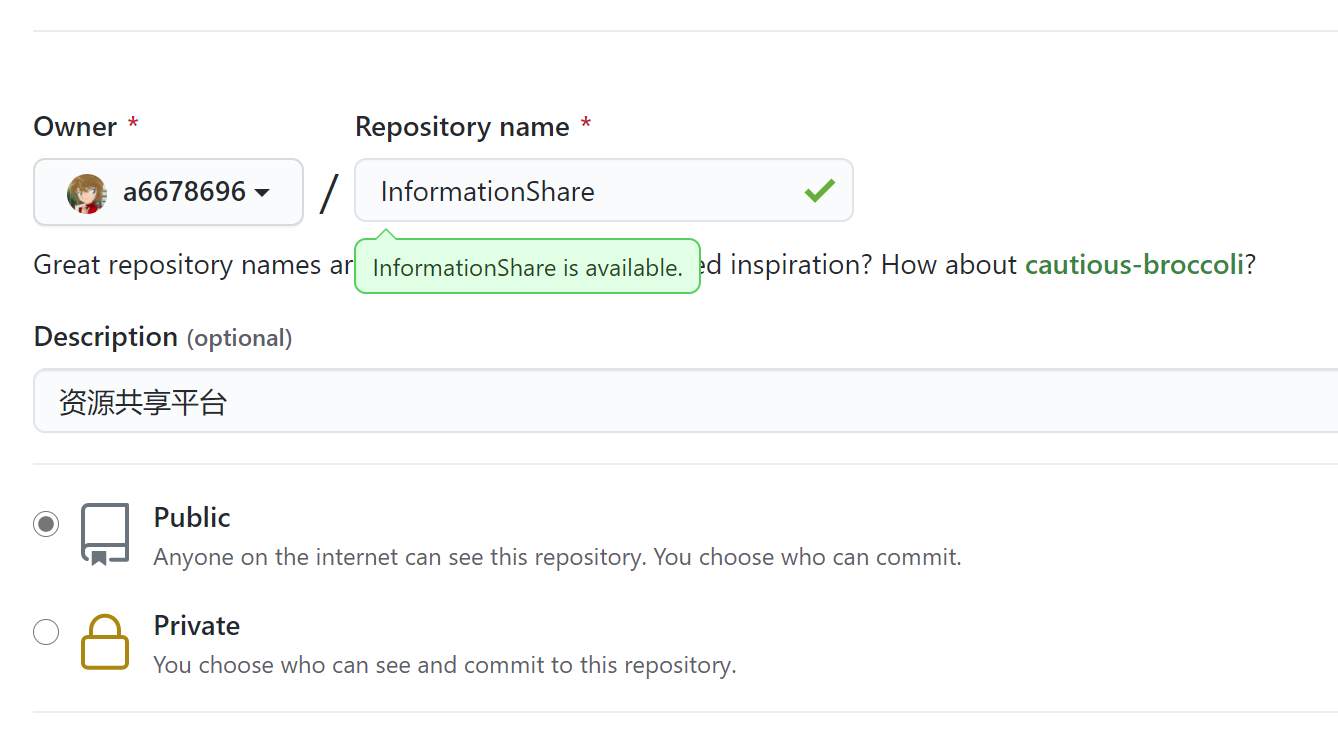 Owner * Repository name *
a6678696 / InformationShare
Great repository names ar InformationShare is available. d inspiration? How about cautious-broccoli?
Description (optional)
资源共享平台
Public
Anyone on the internet can see this repository. You choose who can commit.
Private
You choose who can see and commit to this repository.